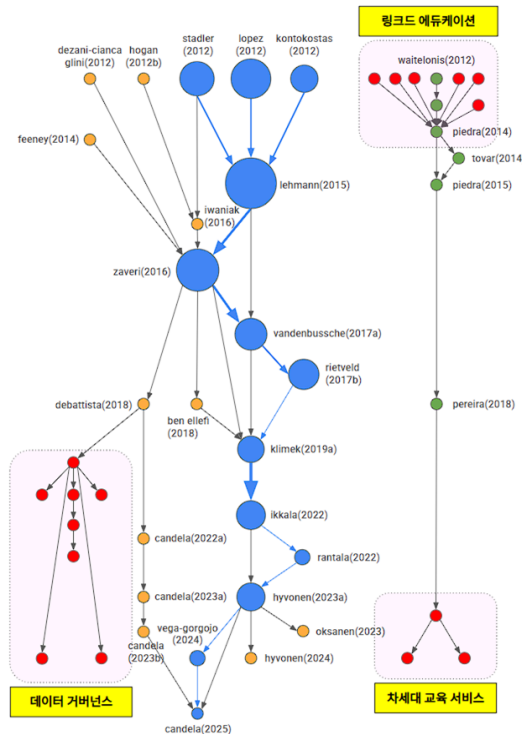 링크드 에듀케이션
dezani-cianca
glini(2012)
hogan
(2012b)
stadler
(2012)
lopez
(2012)
kontokostas
(2012)
waitelonis(2012)
feeney(2014)
piedra(2014)
tovar(2014
lehmann(2015)
piedra(2015)
iwaniak
(2016)
zaveri(2016)
vandenbussche(2017a)
rietveld
(2017b)
debattista(2018)
ben ellefi
(2018)
pereira(2018)
klimek(2019a)
ikkala(2022)
candela(2022a)
rantala(2022)
candela(2023a)
hyvonen(2023a)
vega-gorgojo
(2024)
oksanen(2023)
candela
(2023b)
hyvonen(2024)
데이터 거버넌스
차세대 교육 서비스
candela(2025)